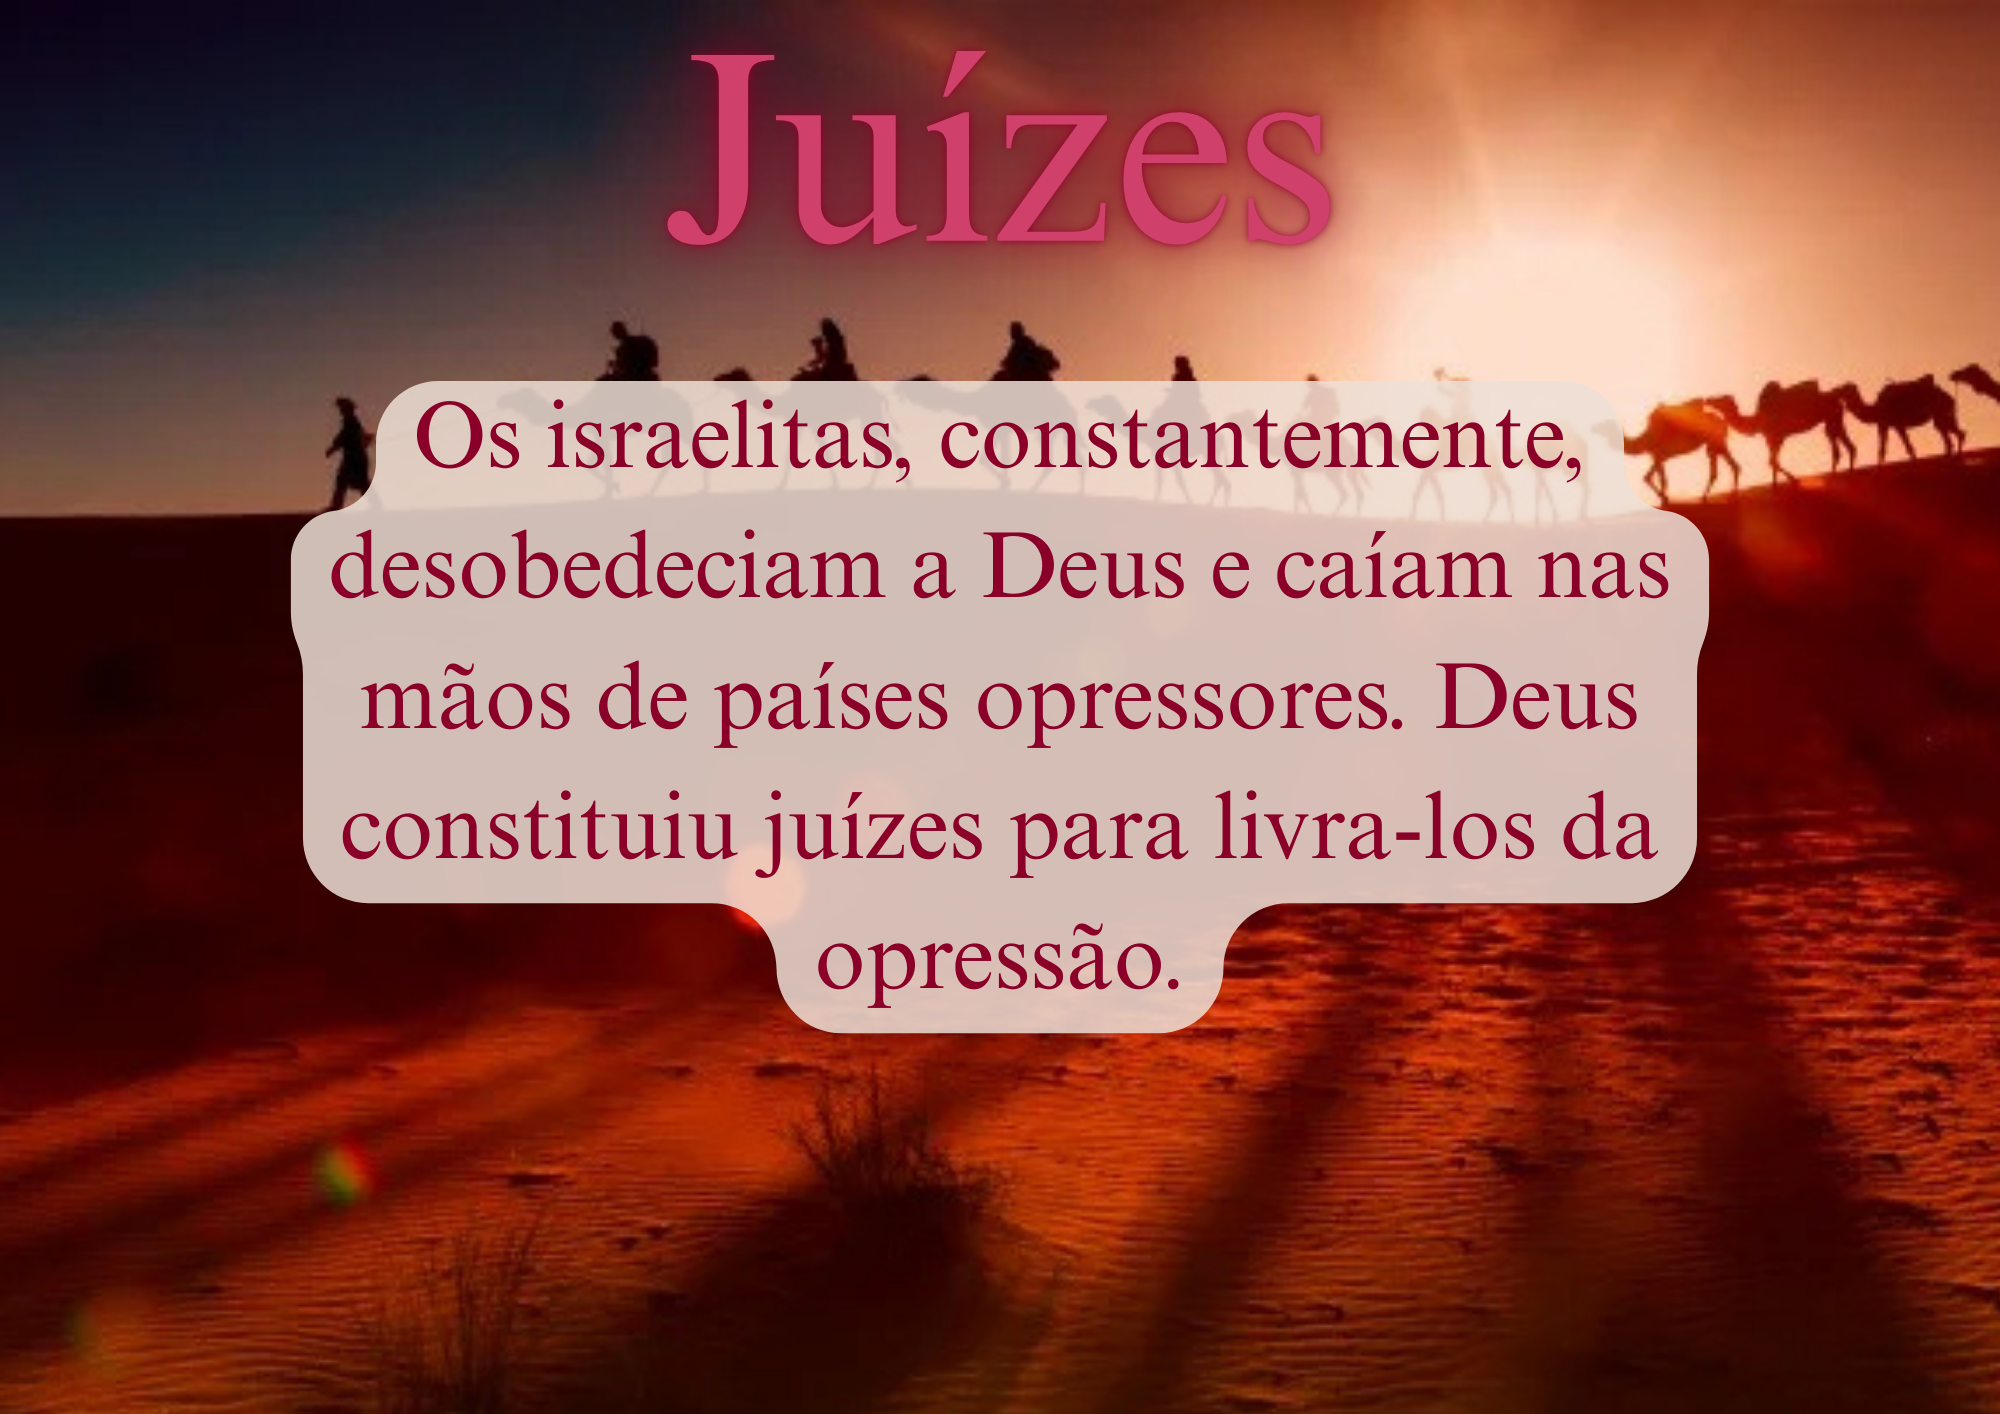 Juízes
Os israelitas, constantemente,
desobedeciam a Deus e caíam nas
mãos de países opressores. Deus
constituiu juízes para livra-los da
opressão.